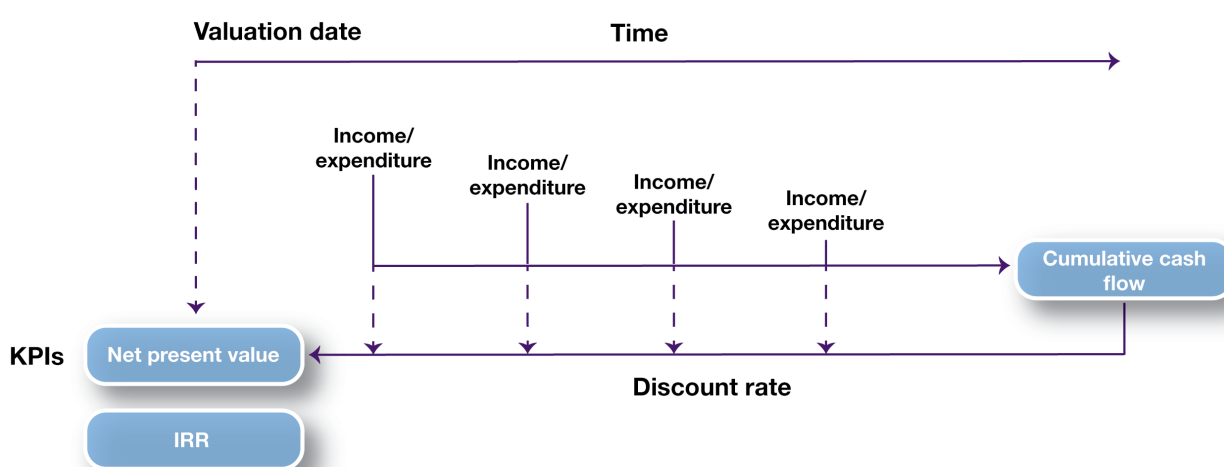 Valuation date
Time
Income/
expenditure
Income/
expenditure
Income/
expenditure
Income/
expenditure
Cumulative cash
flow
KPIs
Net present value
Discount rate
IRR